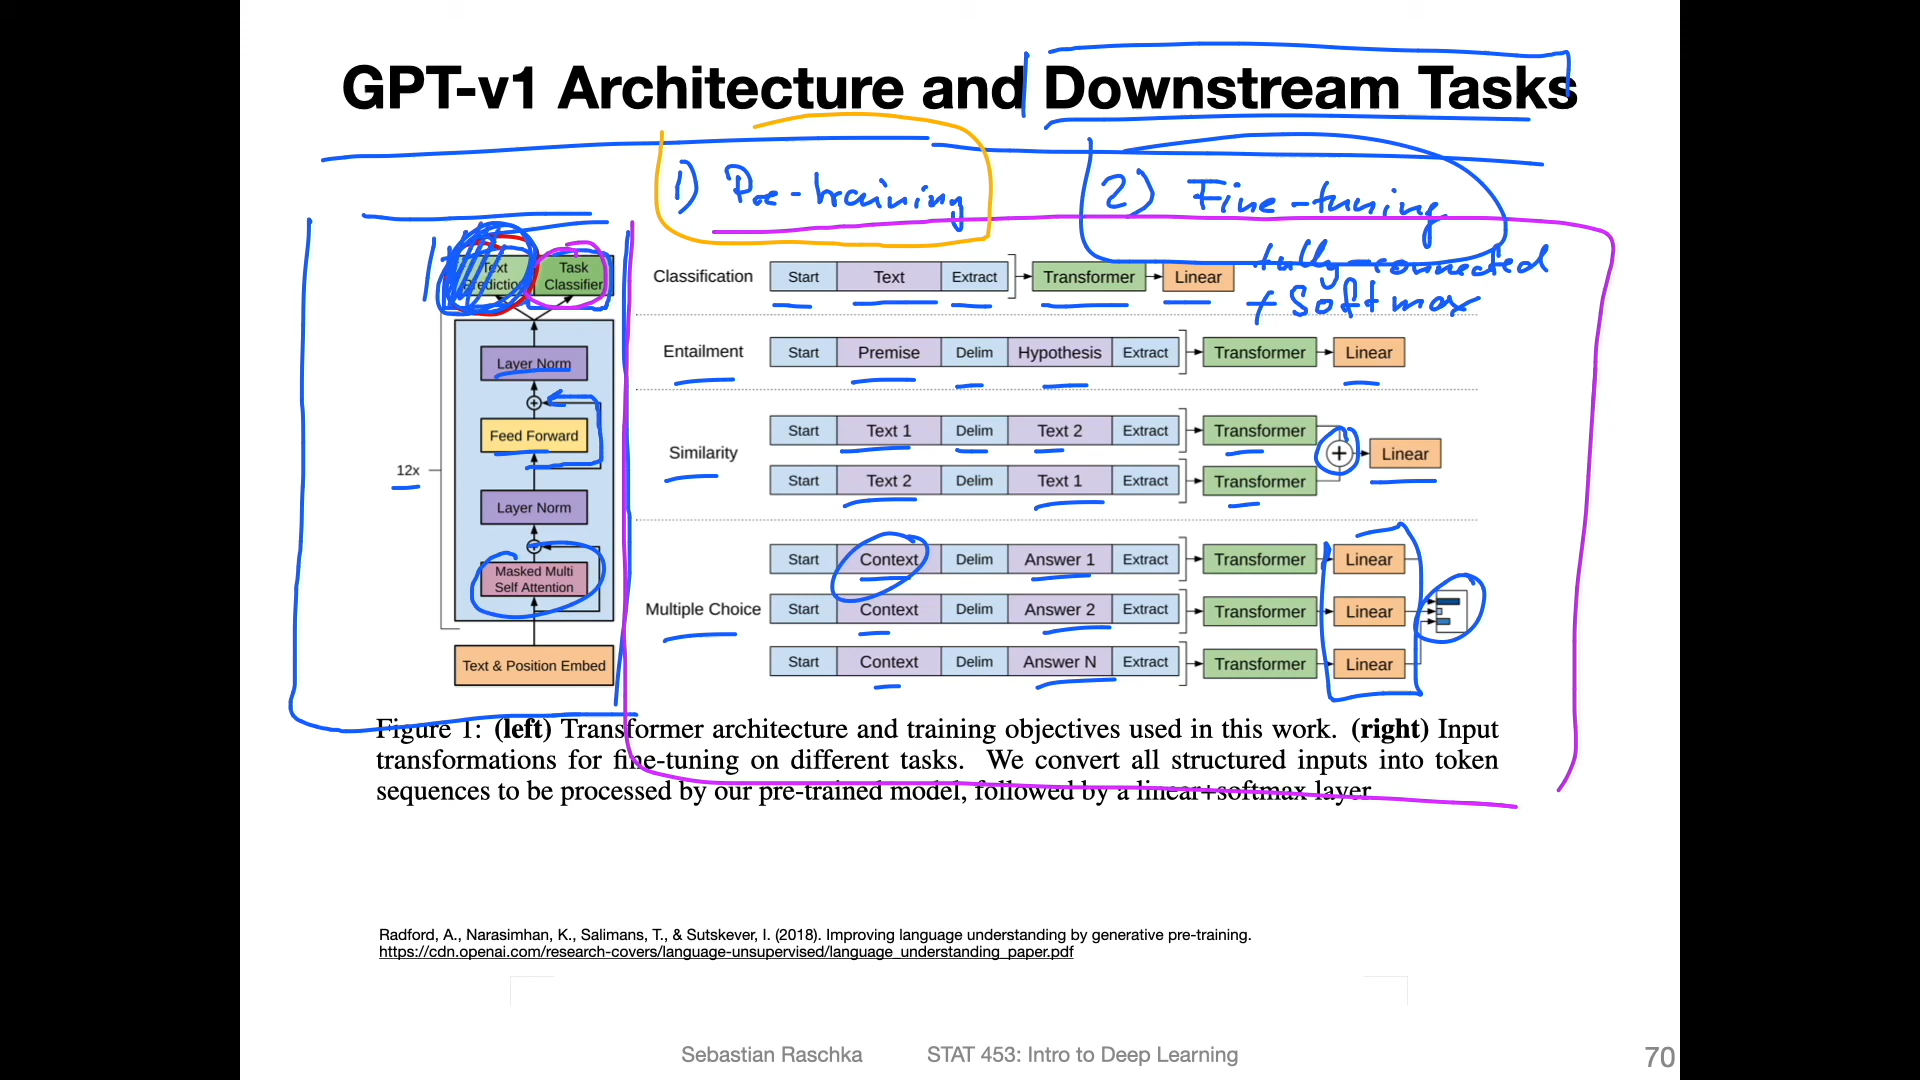 GPT-v1 Architecture and Downstream Tasks
1) Pre-training
2) Fine-tuning
fully-connected
+ Softmax
Text Prediction
Task Classifier
Layer Norm
+
Feed Forward
12x
Layer Norm
+
Masked Multi
Self Attention
Text & Position Embed
Classification Start Text Extract Transformer Linear
Entailment Start Premise Delim Hypothesis Extract Transformer Linear
Start Text 1 Delim Text 2 Extract Transformer
Similarity + Linear
Start Text 2 Delim Text 1 Extract Transformer
Start Context Delim Answer 1 Extract Transformer Linear
Multiple Choice Start Context Delim Answer 2 Extract Transformer Linear
Start Context Delim Answer N Extract Transformer Linear
Figure 1: (left) Transformer architecture and training objectives used in this work. (right) Input
transformations for fine-tuning on different tasks. We convert all structured inputs into token
sequences to be processed by our pre-trained model, followed by a linear+softmax layer.
Radford, A., Narasimhan, K., Salimans, T., & Sutskever, I. (2018). Improving language understanding by generative pre-training.
https://cdn.openai.com/research-covers/language-unsupervised/language_understanding_paper.pdf
Sebastian Raschka STAT 453: Intro to Deep Learning 70